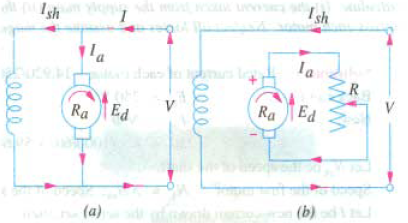 I_sh
I
I_a
R_a
E_d
V
(a)
I_sh
I_a
R
R_a
E_d
V
+
–
(b)